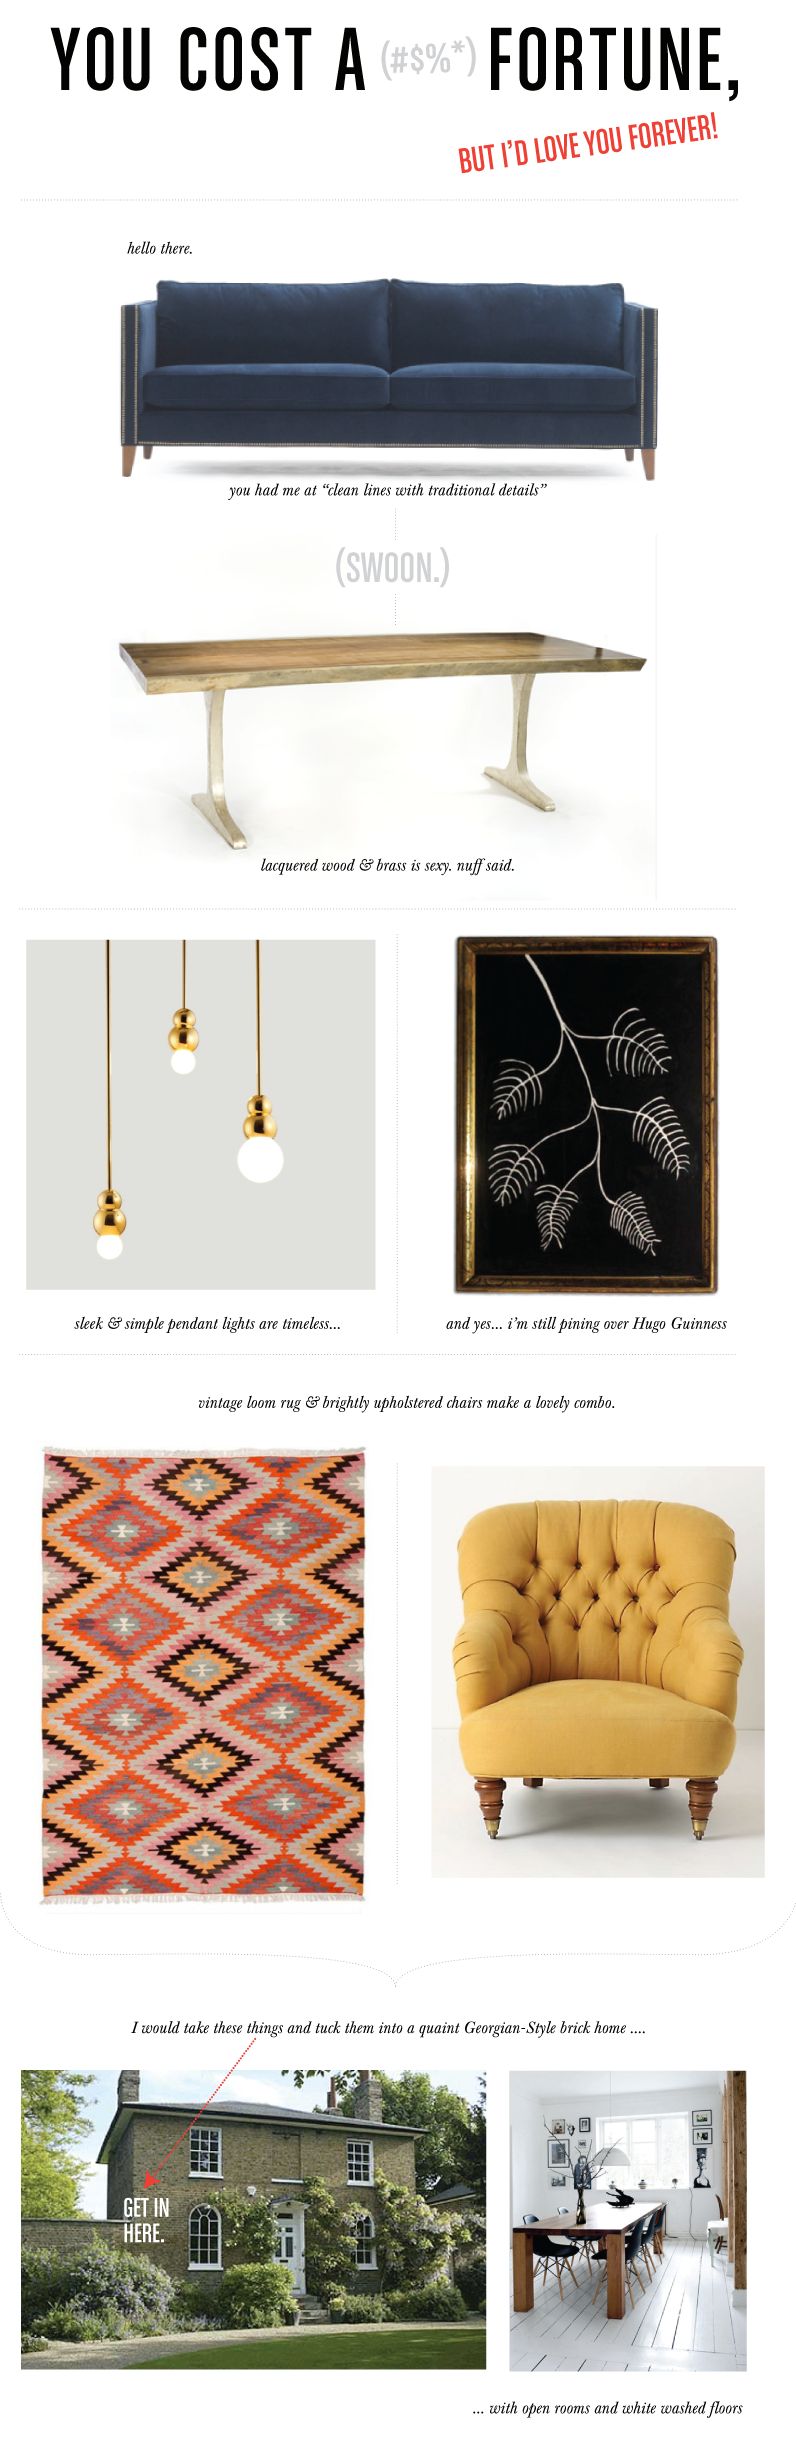 YOU COST A (#$%*) FORTUNE,
BUT I'D LOVE YOU FOREVER!
hello there.
you had me at “clean lines with traditional details”
(SWOON.)
lacquered wood & brass is sexy. nuff said.
sleek & simple pendant lights are timeless...
and yes... i'm still pining over Hugo Guinness
vintage loom rug & brightly upholstered chairs make a lovely combo.
I would take these things and tuck them into a quaint Georgian-Style brick home ....
GET IN
HERE.
... with open rooms and white washed floors